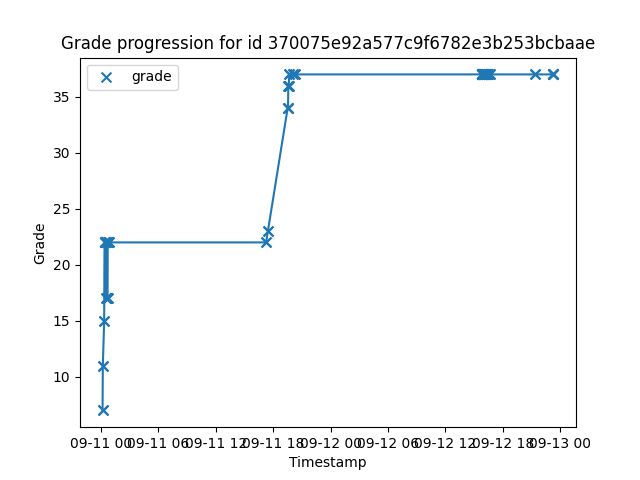 Grade progression for id 370075e92a577c9f6782e3b253bcbaae
grade
35
30
25
20
15
10
Grade
09-11 00 09-11 06 09-11 12 09-11 18 09-12 00 09-12 06 09-12 12 09-12 18 09-13 00
Timestamp